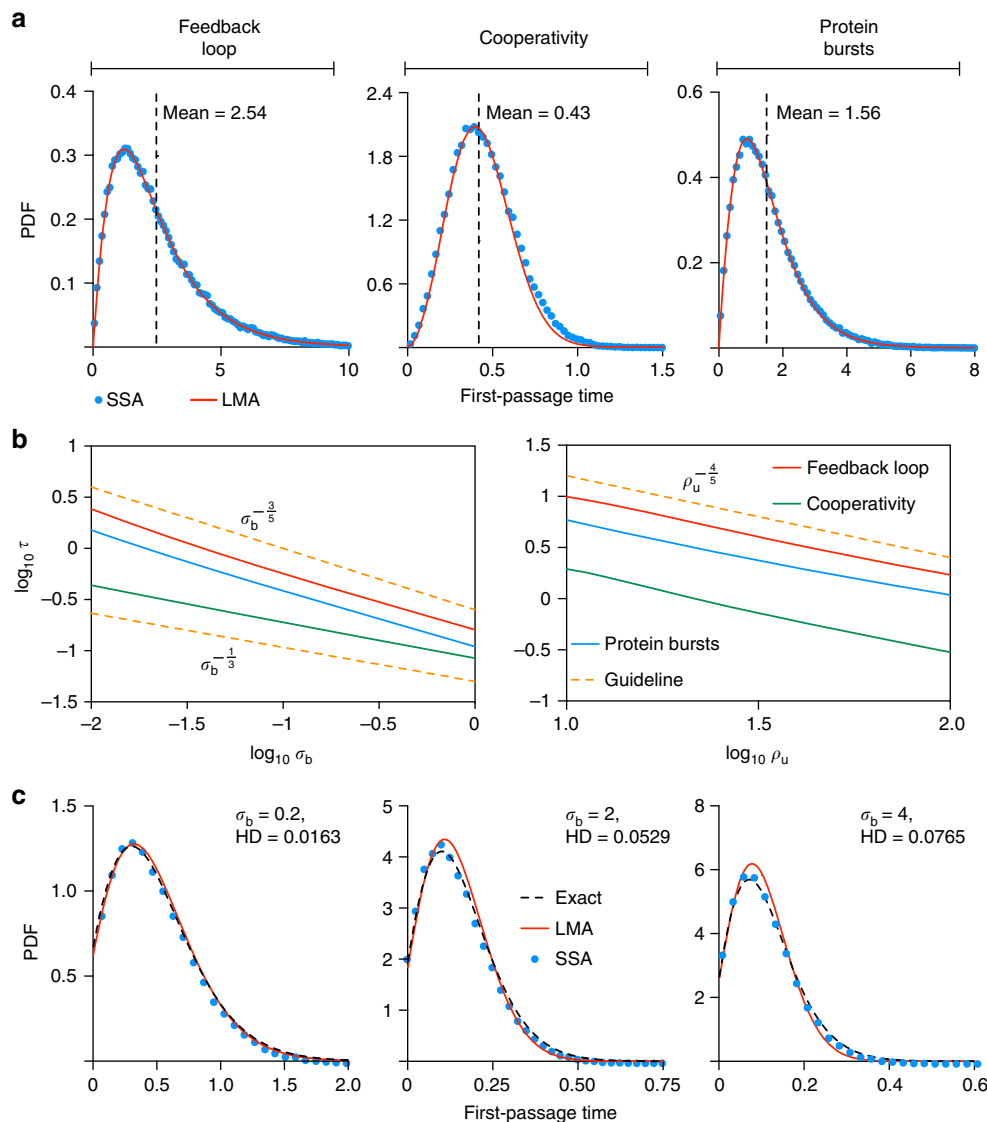 a
Feedback
loop
Cooperativity
Protein
bursts
0.4
0.3
0.2
0.1
PDF
Mean = 2.54
0
5
10
2.4
1.8
1.2
0.6
Mean = 0.43
0
0.5
1.0
1.5
0.6
0.4
0.2
Mean = 1.56
0
2
4
6
8
First-passage time
SSA
LMA
b
1
0.5
0
−0.5
−1
−1.5
log₁₀ τ
σ_b^{−3/5}
σ_b^{−1/3}
−2
−1.5
−1
−0.5
0
log₁₀ σ_b
1.5
1
0.5
0
−0.5
−1
ρ_u^{−4/5}
Feedback loop
Cooperativity
Protein bursts
Guideline
1.0
1.5
2.0
log₁₀ ρ_u
c
1.5
1.0
0.5
PDF
σ_b = 0.2,
HD = 0.0163
0
0.5
1.0
1.5
2.0
5
4
3
2
1
σ_b = 2,
HD = 0.0529
Exact
LMA
SSA
0
0.25
0.50
0.75
8
6
4
2
σ_b = 4,
HD = 0.0765
0
0.2
0.4
0.6
First-passage time